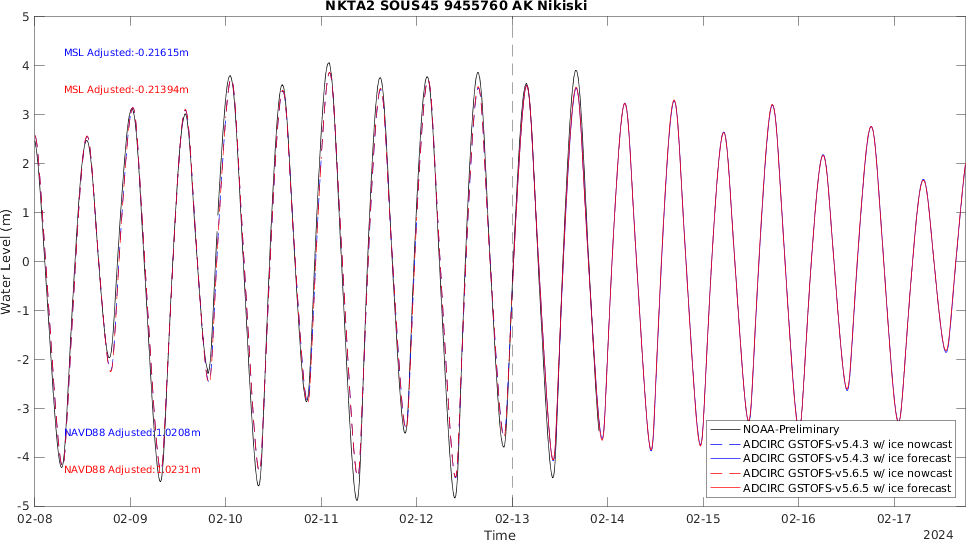 NKTA2 SOUS45 9455760 AK Nikiski
5
4
3
2
1
0
-1
-2
-3
-4
-5
Water Level (m)
MSL Adjusted:-0.21615m
MSL Adjusted:-0.21394m
NAVD88 Adjusted:1.0208m
NAVD88 Adjusted:1.0231m
NOAA-Preliminary
ADCIRC GSTOFS-v5.4.3 w/ ice nowcast
ADCIRC GSTOFS-v5.4.3 w/ ice forecast
ADCIRC GSTOFS-v5.6.5 w/ ice nowcast
ADCIRC GSTOFS-v5.6.5 w/ ice forecast
02-08 02-09 02-10 02-11 02-12 02-13 02-14 02-15 02-16 02-17
Time
2024